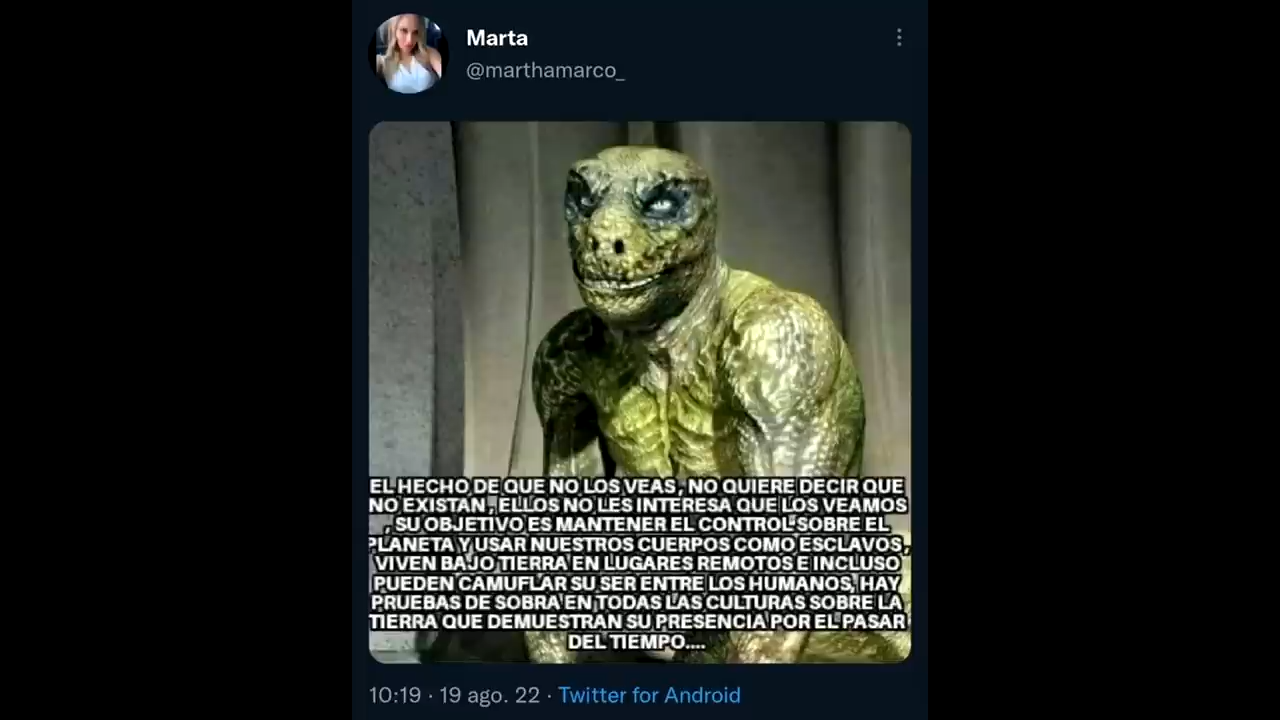 Marta
@marthamarco_
EL HECHO DE QUE NO LOS VEAS, NO QUIERE DECIR QUE
NO EXISTAN, ELLOS NO LES INTERESA QUE LOS VEAMOS
, SU OBJETIVO ES MANTENER EL CONTROL SOBRE EL
PLANETA Y USAR NUESTROS CUERPOS COMO ESCLAVOS,
VIVEN BAJO TIERRA EN LUGARES REMOTOS E INCLUSO
PUEDEN CAMUFLAR SU SER ENTRE LOS HUMANOS, HAY
PRUEBAS DE SOBRA EN TODAS LAS CULTURAS SOBRE LA
TIERRA QUE DEMUESTRAN SU PRESENCIA POR EL PASAR
DEL TIEMPO....
10:19 · 19 ago. 22 · Twitter for Android